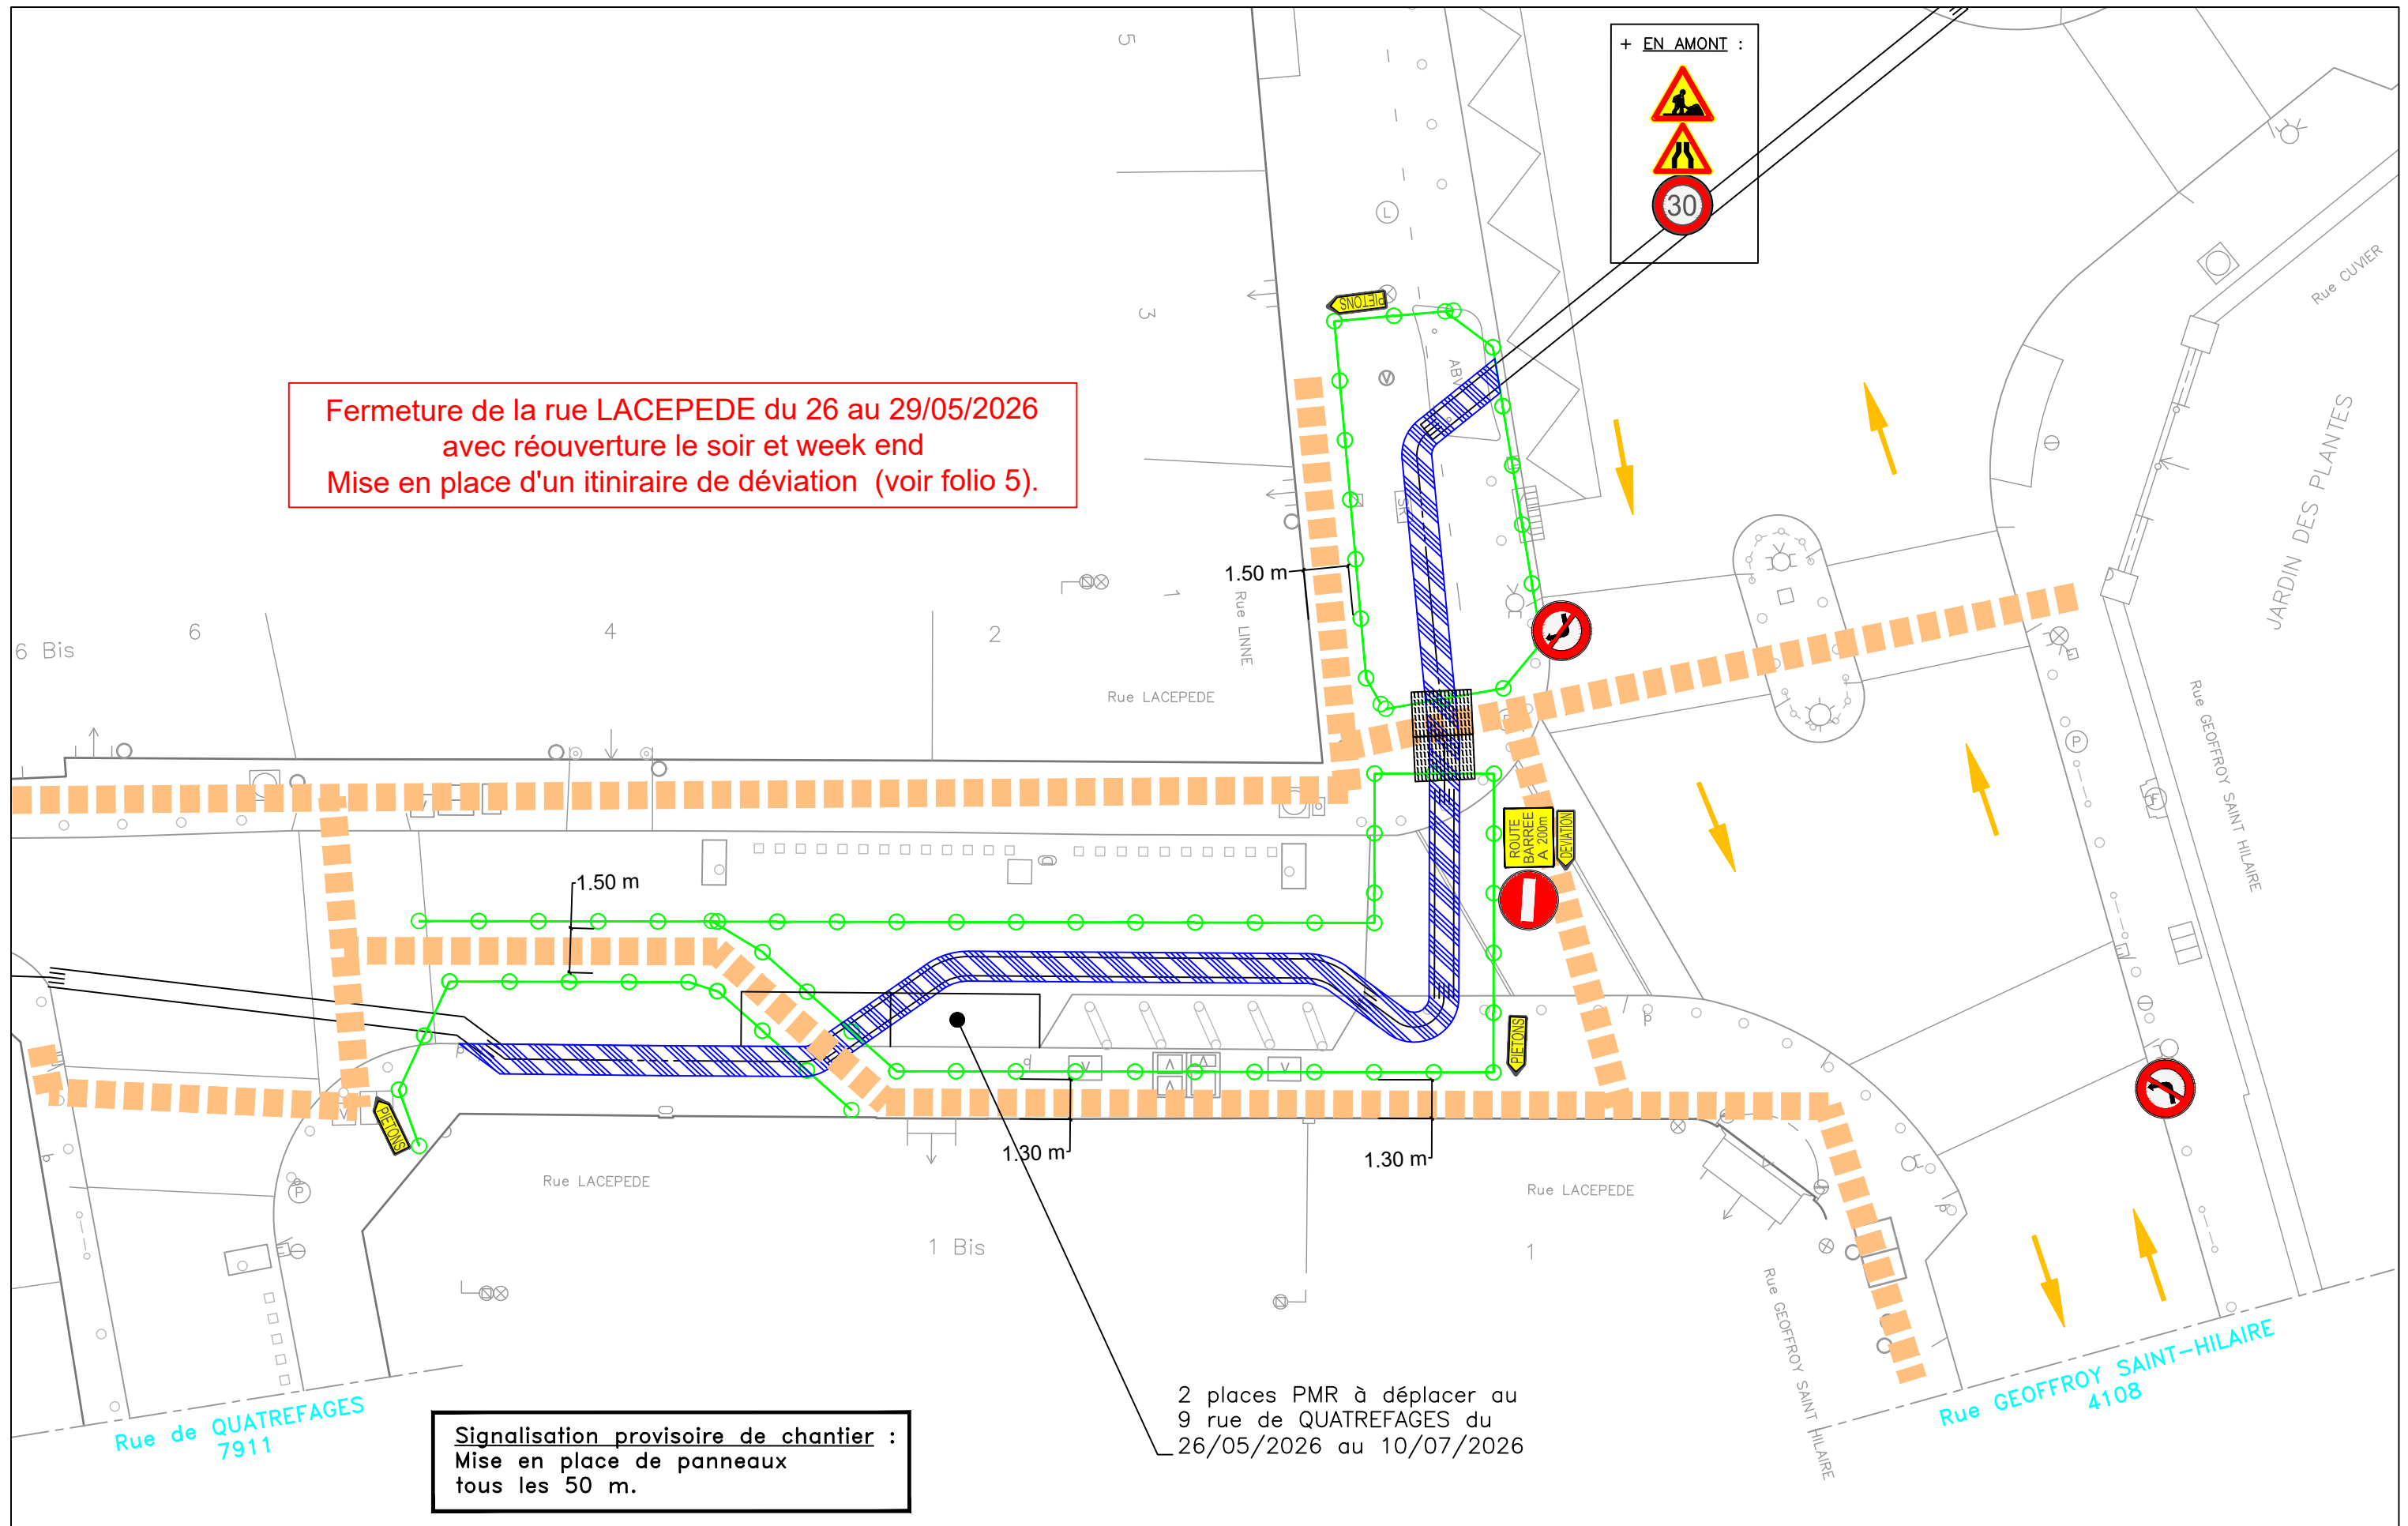 + EN AMONT :
30
5
3
1
PIETONS
ABV
SR
L
V
Rue CUVIER
JARDIN DES PLANTES
Fermeture de la rue LACEPEDE du 26 au 29/05/2026
avec réouverture le soir et week end
Mise en place d'un itiniraire de déviation  (voir folio 5).
1.50 m
Rue LINNE
6 Bis
6
4
2
Rue LACEPEDE
Rue GEOFFROY SAINT HILAIRE
P
ROUTE
BARRÉE
A 200m
DEVIATION
1.50 m
PIETONS
PIETONS
1.30 m
1.30 m
P
Rue LACEPEDE
Rue LACEPEDE
1 Bis
1
Rue GEOFFROY SAINT HILAIRE
2 places PMR à déplacer au
9 rue de QUATREFAGES du
26/05/2026 au 10/07/2026
Rue de QUATREFAGES
7911
Signalisation provisoire de chantier :
Mise en place de panneaux
tous les 50 m.
Rue GEOFFROY SAINT-HILAIRE
4108